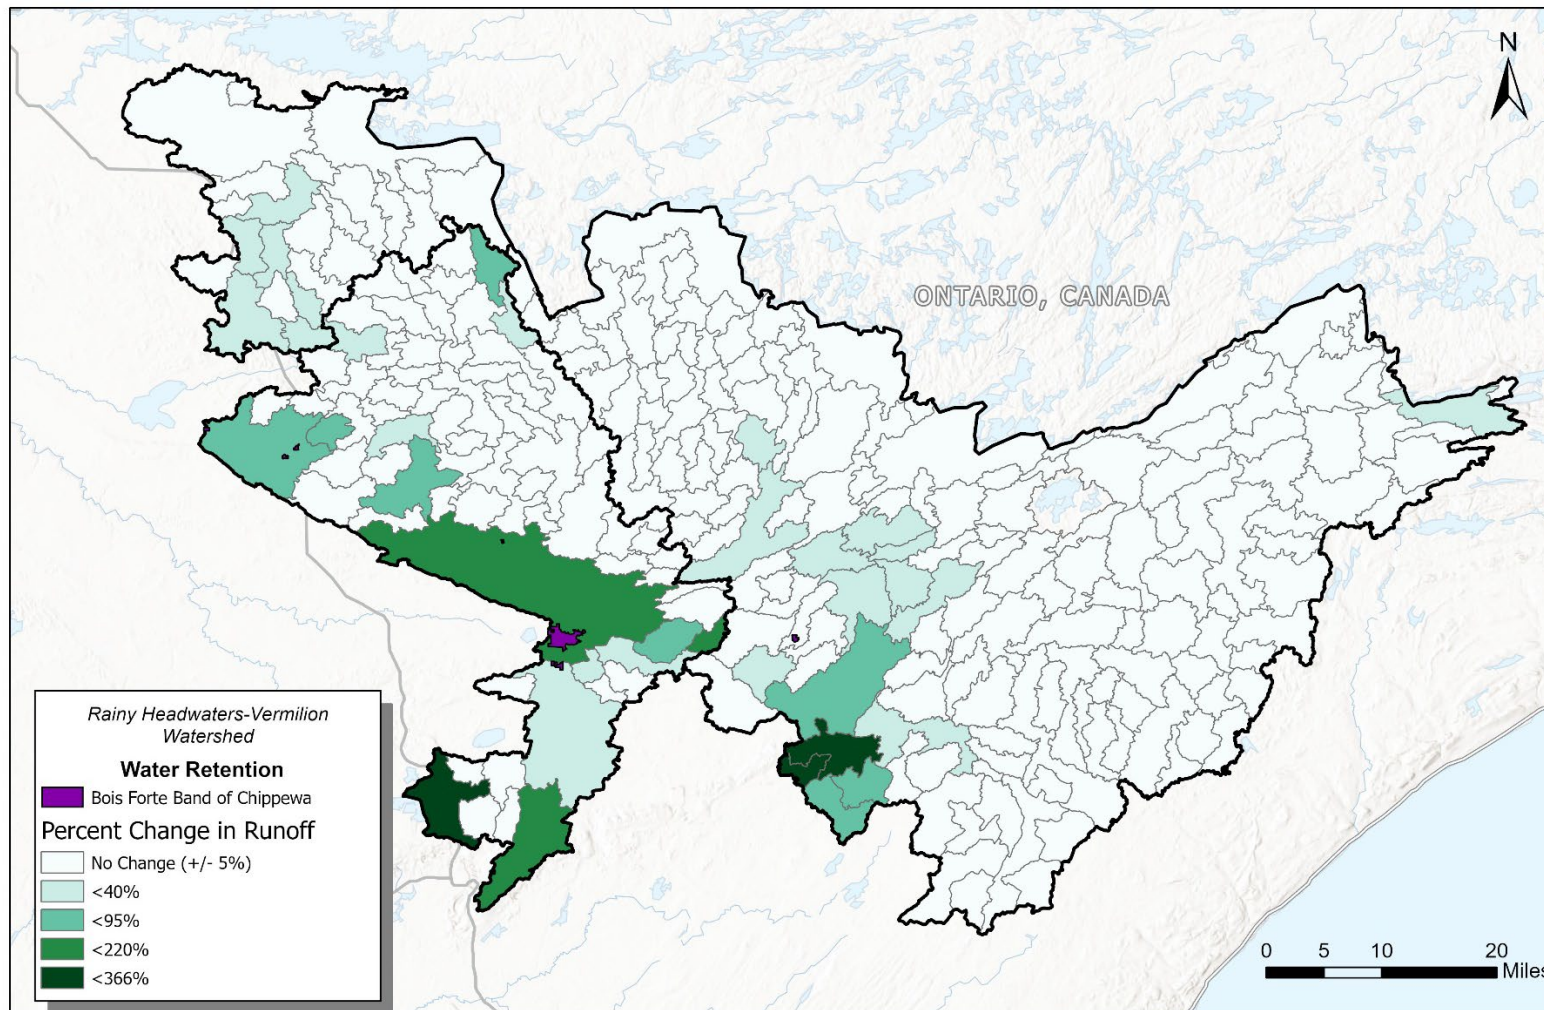 N
ONTARIO, CANADA
Rainy Headwaters-Vermilion
Watershed
Water Retention
Bois Forte Band of Chippewa
Percent Change in Runoff
No Change (+/- 5%)
<40%
<95%
<220%
<366%
0 5 10 20
Miles